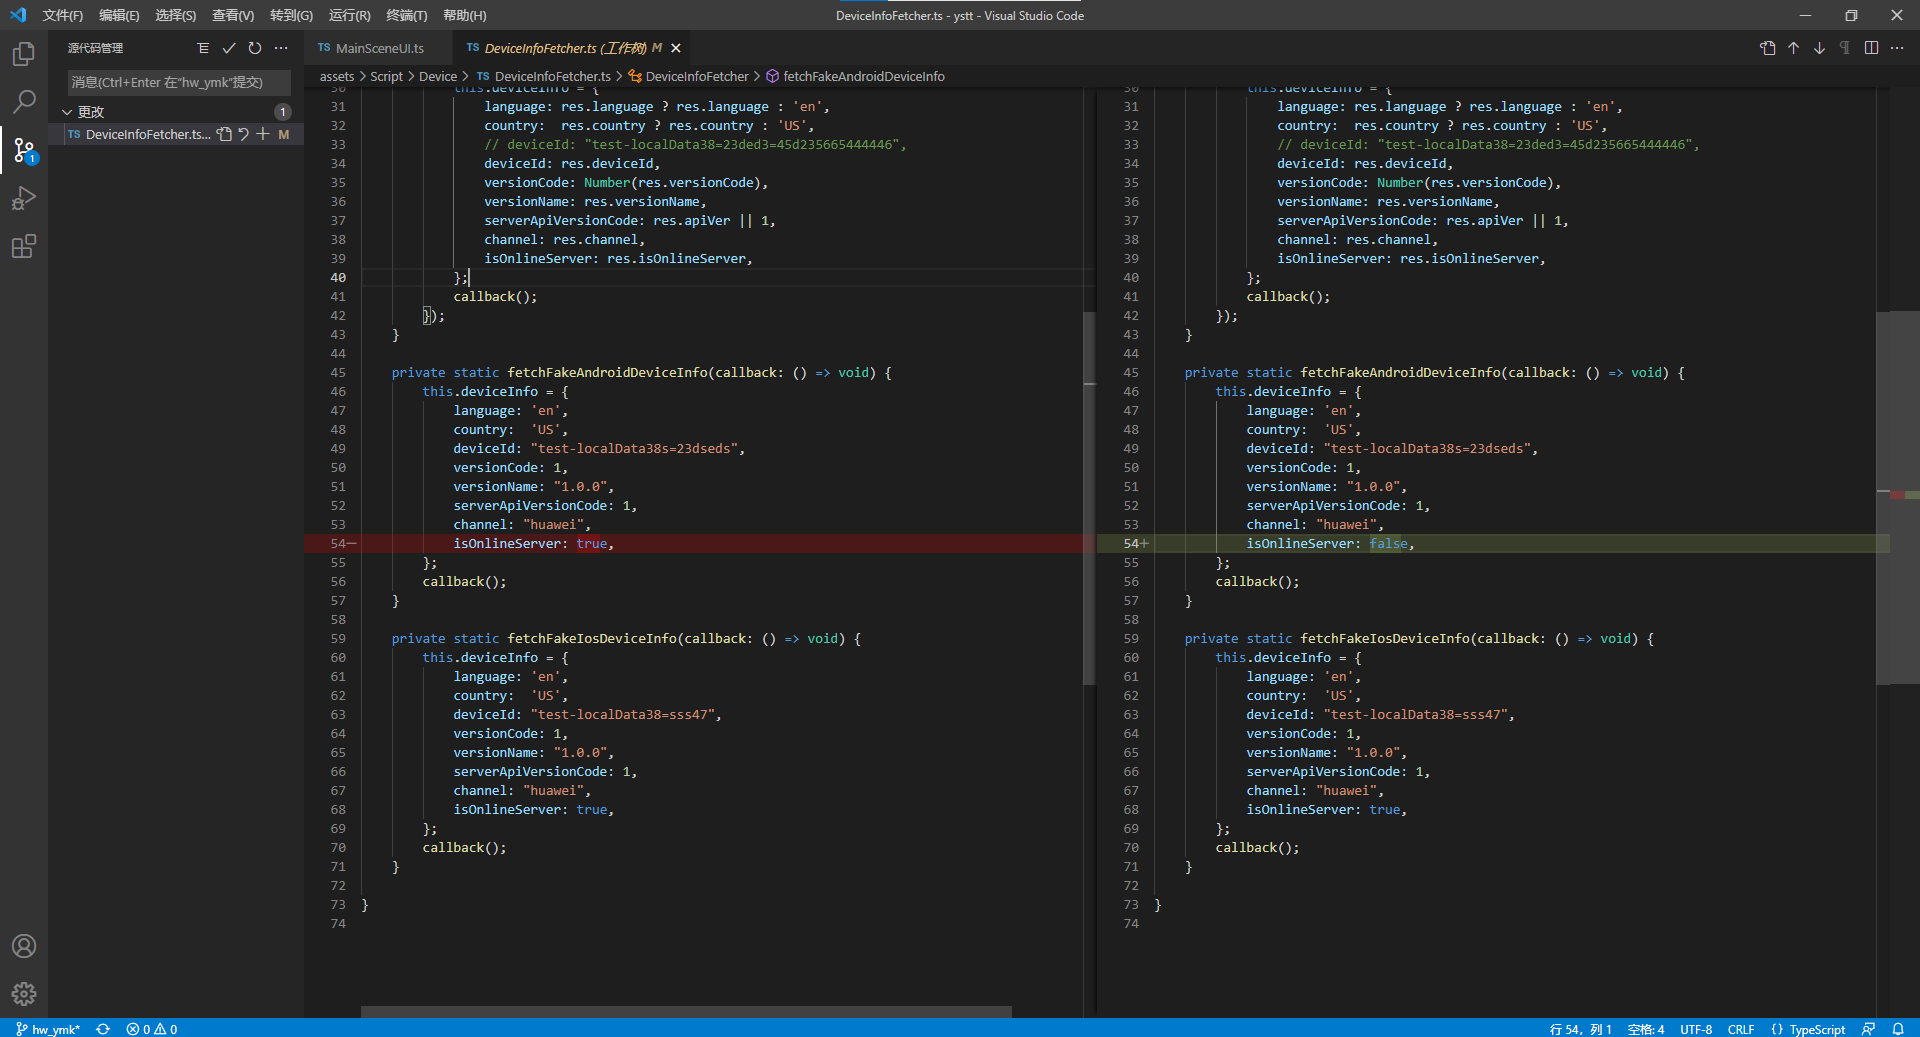 文件(F) 编辑(E) 选择(S) 查看(V) 转到(G) 运行(R) 终端(T) 帮助(H)
DeviceInfoFetcher.ts - ystt - Visual Studio Code
源代码管理
消息(Ctrl+Enter 在"hw_ymk"提交)
更改 1
TS DeviceInfoFetcher.ts... M
1
TS MainSceneUI.ts
TS DeviceInfoFetcher.ts (工作树) M
assets > Script > Device > TS DeviceInfoFetcher.ts > DeviceInfoFetcher > fetchFakeAndroidDeviceInfo
30 this.deviceInfo = {
31 language: res.language ? res.language : 'en',
32 country:  res.country ? res.country : 'US',
33 // deviceId: "test-localData38=23ded3=45d235665444446",
34 deviceId: res.deviceId,
35 versionCode: Number(res.versionCode),
36 versionName: res.versionName,
37 serverApiVersionCode: res.apiVer || 1,
38 channel: res.channel,
39 isOnlineServer: res.isOnlineServer,
40 };
41 callback();
42 });
43 }
44
45 private static fetchFakeAndroidDeviceInfo(callback: () => void) {
46 this.deviceInfo = {
47 language: 'en',
48 country:  'US',
49 deviceId: "test-localData38s=23dseds",
50 versionCode: 1,
51 versionName: "1.0.0",
52 serverApiVersionCode: 1,
53 channel: "huawei",
54— isOnlineServer: true,
55 };
56 callback();
57 }
58
59 private static fetchFakeIosDeviceInfo(callback: () => void) {
60 this.deviceInfo = {
61 language: 'en',
62 country:  'US',
63 deviceId: "test-localData38=sss47",
64 versionCode: 1,
65 versionName: "1.0.0",
66 serverApiVersionCode: 1,
67 channel: "huawei",
68 isOnlineServer: true,
69 };
70 callback();
71 }
72
73 }
74
30 this.deviceInfo = {
31 language: res.language ? res.language : 'en',
32 country:  res.country ? res.country : 'US',
33 // deviceId: "test-localData38=23ded3=45d235665444446",
34 deviceId: res.deviceId,
35 versionCode: Number(res.versionCode),
36 versionName: res.versionName,
37 serverApiVersionCode: res.apiVer || 1,
38 channel: res.channel,
39 isOnlineServer: res.isOnlineServer,
40 };
41 callback();
42 });
43 }
44
45 private static fetchFakeAndroidDeviceInfo(callback: () => void) {
46 this.deviceInfo = {
47 language: 'en',
48 country:  'US',
49 deviceId: "test-localData38s=23dseds",
50 versionCode: 1,
51 versionName: "1.0.0",
52 serverApiVersionCode: 1,
53 channel: "huawei",
54+ isOnlineServer: false,
55 };
56 callback();
57 }
58
59 private static fetchFakeIosDeviceInfo(callback: () => void) {
60 this.deviceInfo = {
61 language: 'en',
62 country:  'US',
63 deviceId: "test-localData38=sss47",
64 versionCode: 1,
65 versionName: "1.0.0",
66 serverApiVersionCode: 1,
67 channel: "huawei",
68 isOnlineServer: true,
69 };
70 callback();
71 }
72
73 }
74
hw_ymk* 0 0
行 54, 列 1 空格: 4 UTF-8 CRLF {} TypeScript